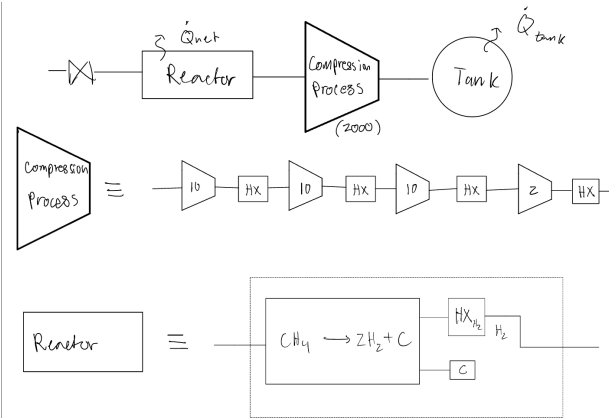 Q̇net
Reactor
Compression
Process
(2000)
Tank
Q̇tank
Compression
Process
≡
10
HX
10
HX
10
HX
2
HX
Reactor
≡
CH₄ → 2H₂ + C
HX_H₂
H₂
C